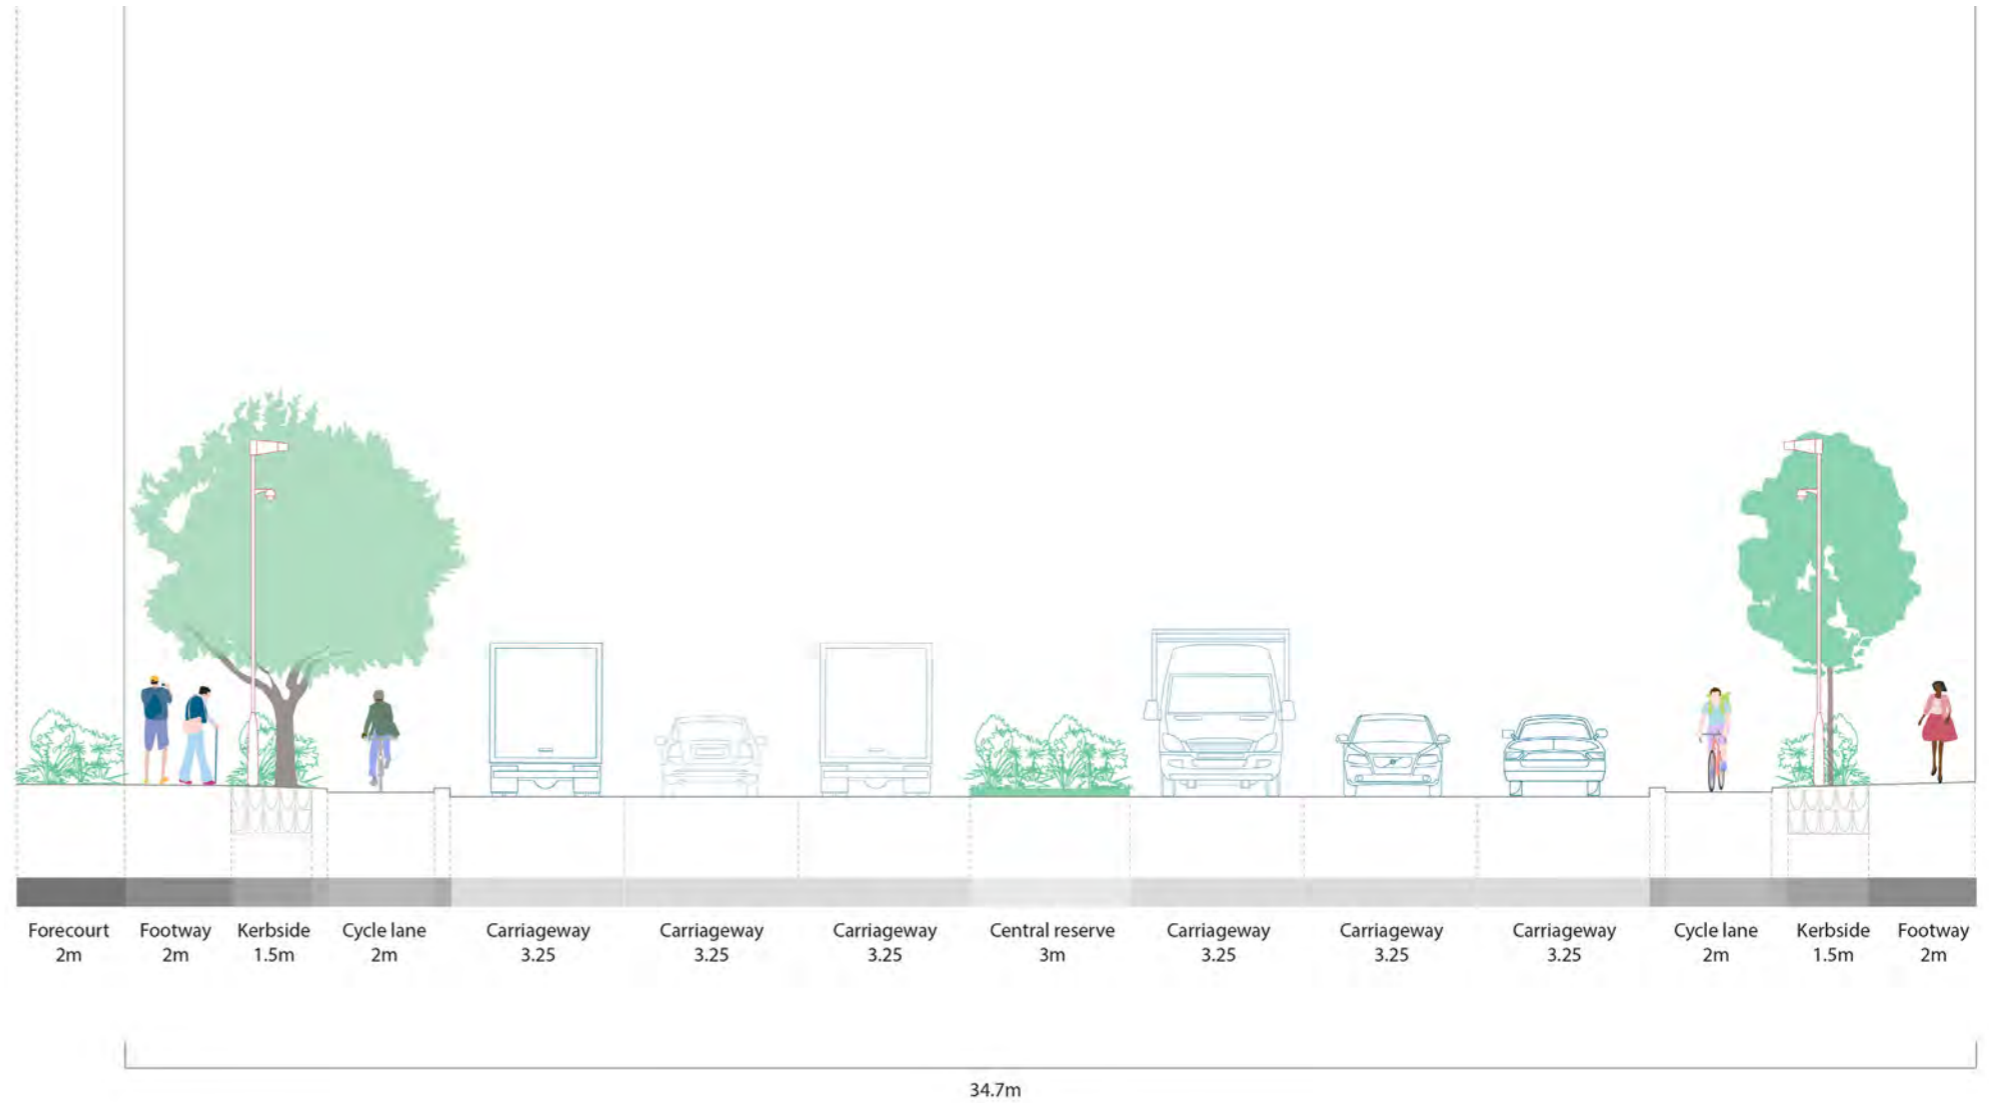 Forecourt
2m
Footway
2m
Kerbside
1.5m
Cycle lane
2m
Carriageway
3.25
Carriageway
3.25
Carriageway
3.25
Central reserve
3m
Carriageway
3.25
Carriageway
3.25
Carriageway
3.25
Cycle lane
2m
Kerbside
1.5m
Footway
2m
34.7m